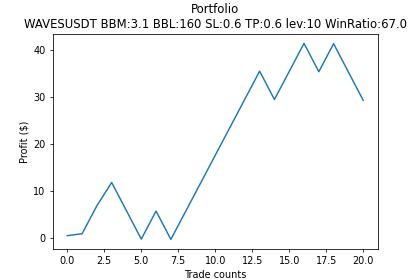 Portfolio
WAVESUSDT BBM:3.1 BBL:160 SL:0.6 TP:0.6 lev:10 WinRatio:67.0
40
30
20
10
0
Profit ($)
0.0 2.5 5.0 7.5 10.0 12.5 15.0 17.5 20.0
Trade counts